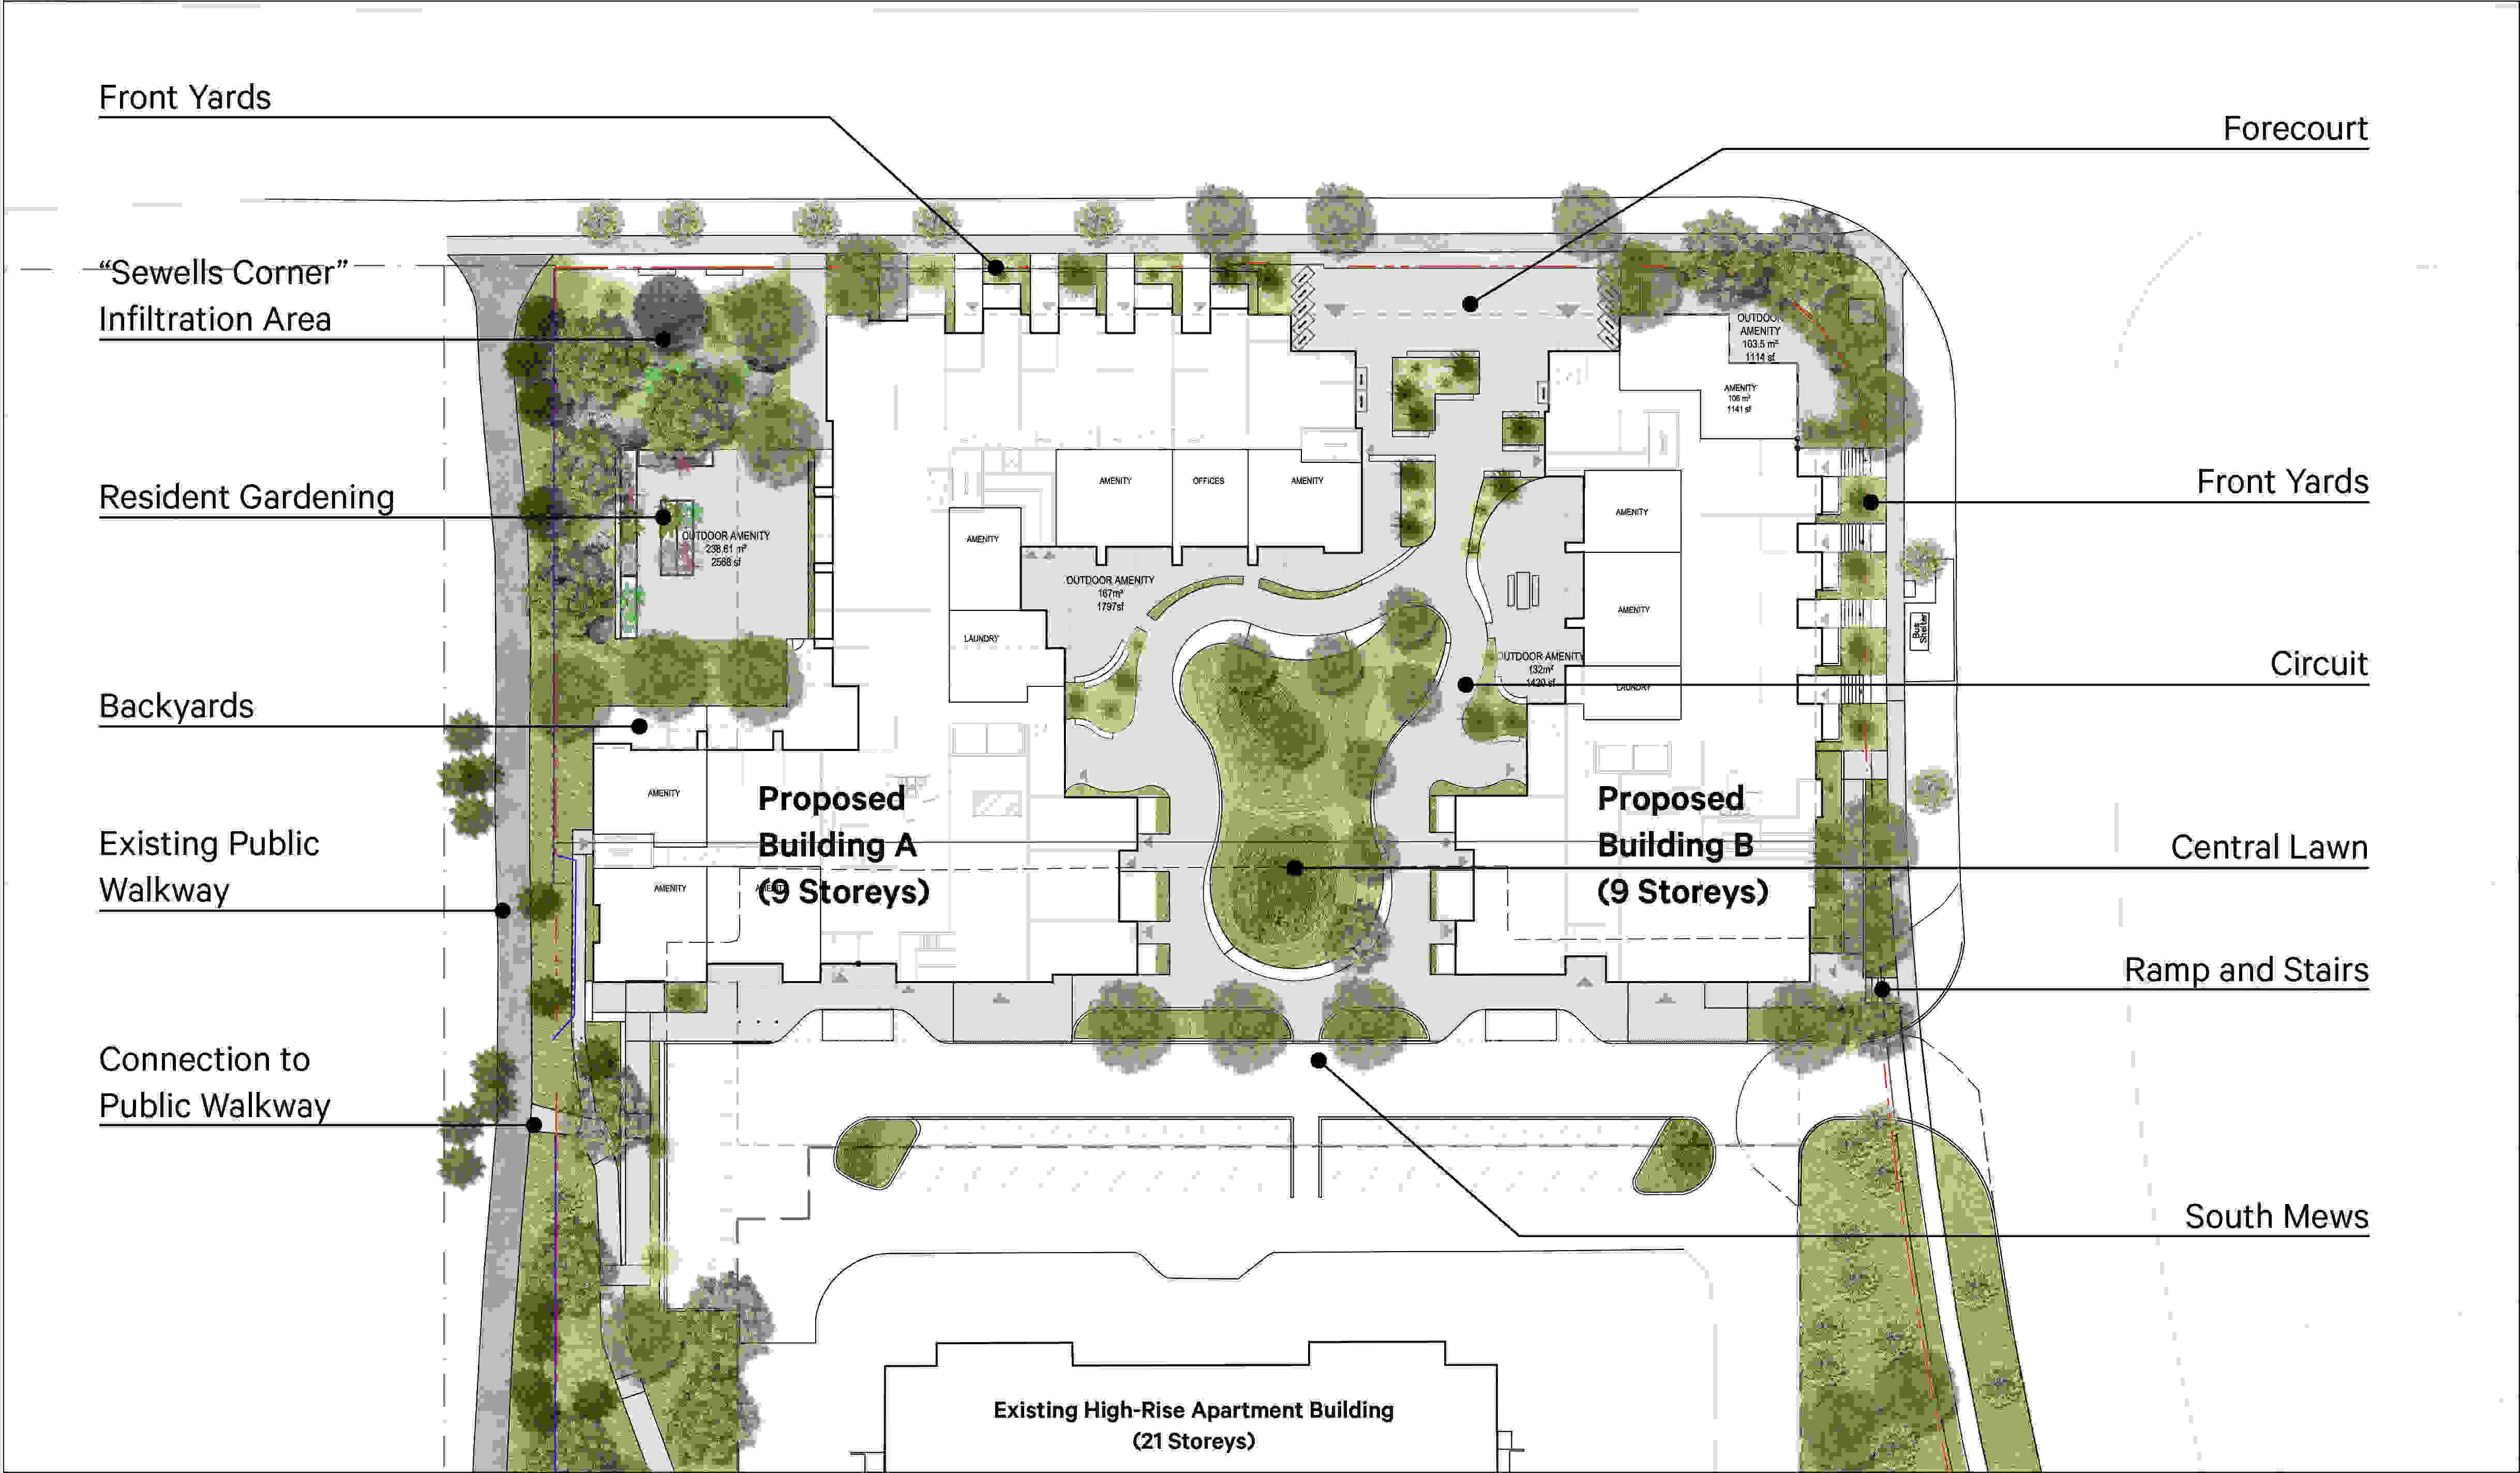 Front Yards
Forecourt
“Sewells Corner”
Infiltration Area
OUTDOOR
AMENITY
103.5 m²
1114 sf
AMENITY
106 m²
1141 sf
Resident Gardening
Front Yards
AMENITY
OFFICES
AMENITY
AMENITY
AMENITY
OUTDOOR AMENITY
238.61 m²
2568 sf
OUTDOOR AMENITY
167m²
1797sf
AMENITY
LAUNDRY
Bus
Shelter
OUTDOOR AMENITY
132m²
1420 sf
LAUNDRY
Circuit
Backyards
AMENITY
Proposed
Building A
(9 Storeys)
Proposed
Building B
(9 Storeys)
Existing Public
Walkway
Central Lawn
AMENITY
AMENITY
Ramp and Stairs
Connection to
Public Walkway
South Mews
Existing High-Rise Apartment Building
(21 Storeys)